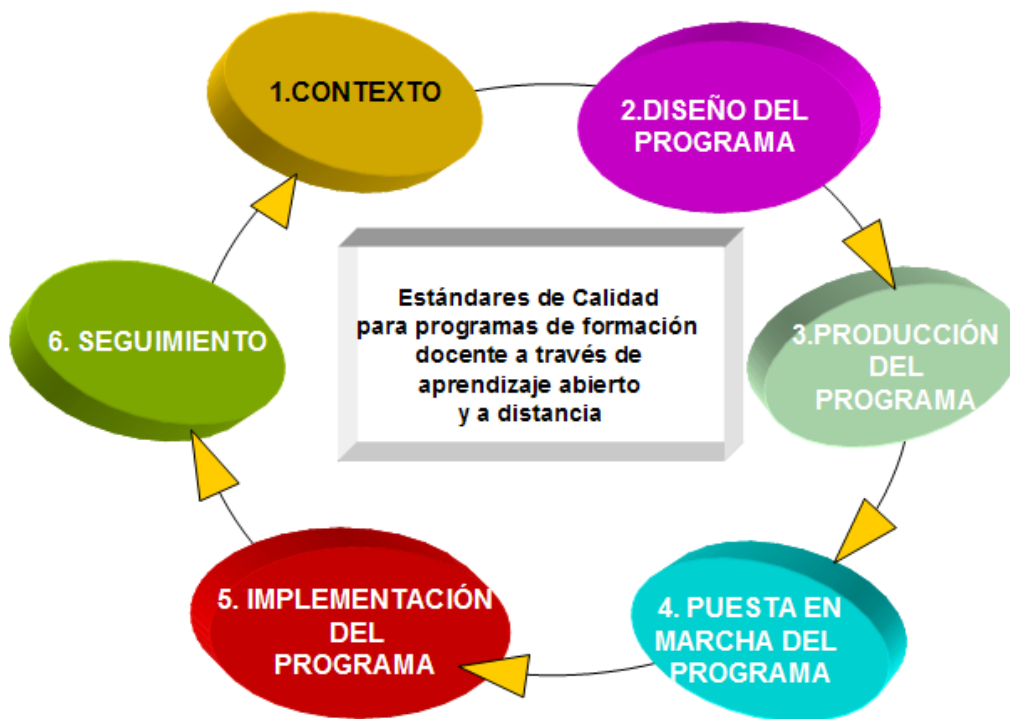 1.CONTEXTO
2.DISEÑO DEL
PROGRAMA
3.PRODUCCIÓN
DEL
PROGRAMA
4. PUESTA EN
MARCHA DEL
PROGRAMA
5. IMPLEMENTACIÓN
DEL
PROGRAMA
6. SEGUIMIENTO
Estándares de Calidad
para programas de formación
docente a través de
aprendizaje abierto
y a distancia